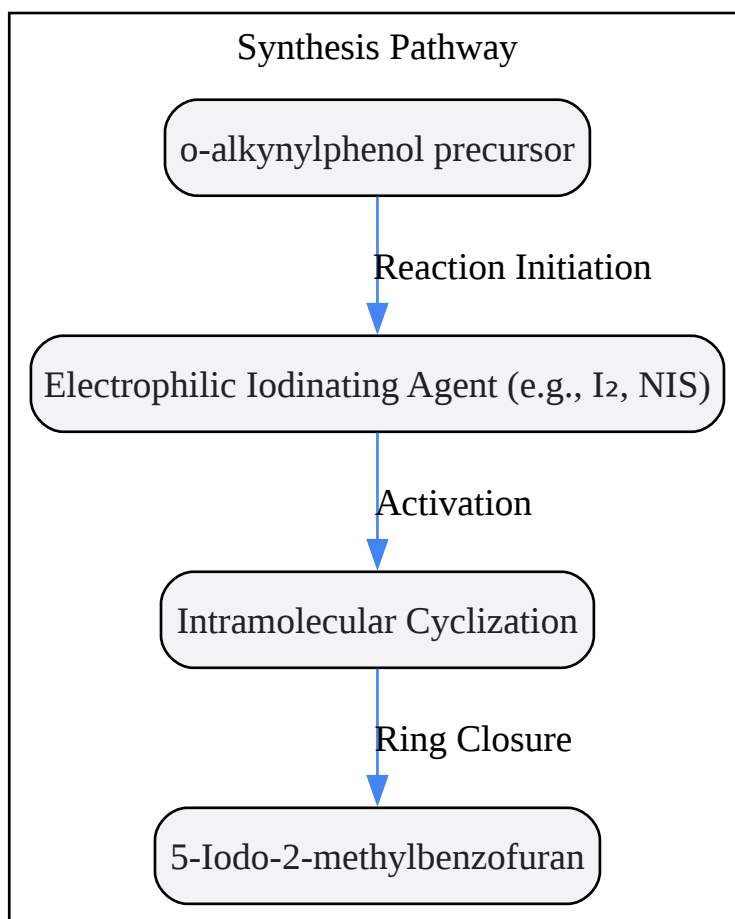 Synthesis Pathway
o-alkynylphenol precursor
Reaction Initiation
Electrophilic Iodinating Agent (e.g., I₂, NIS)
Activation
Intramolecular Cyclization
Ring Closure
5-Iodo-2-methylbenzofuran